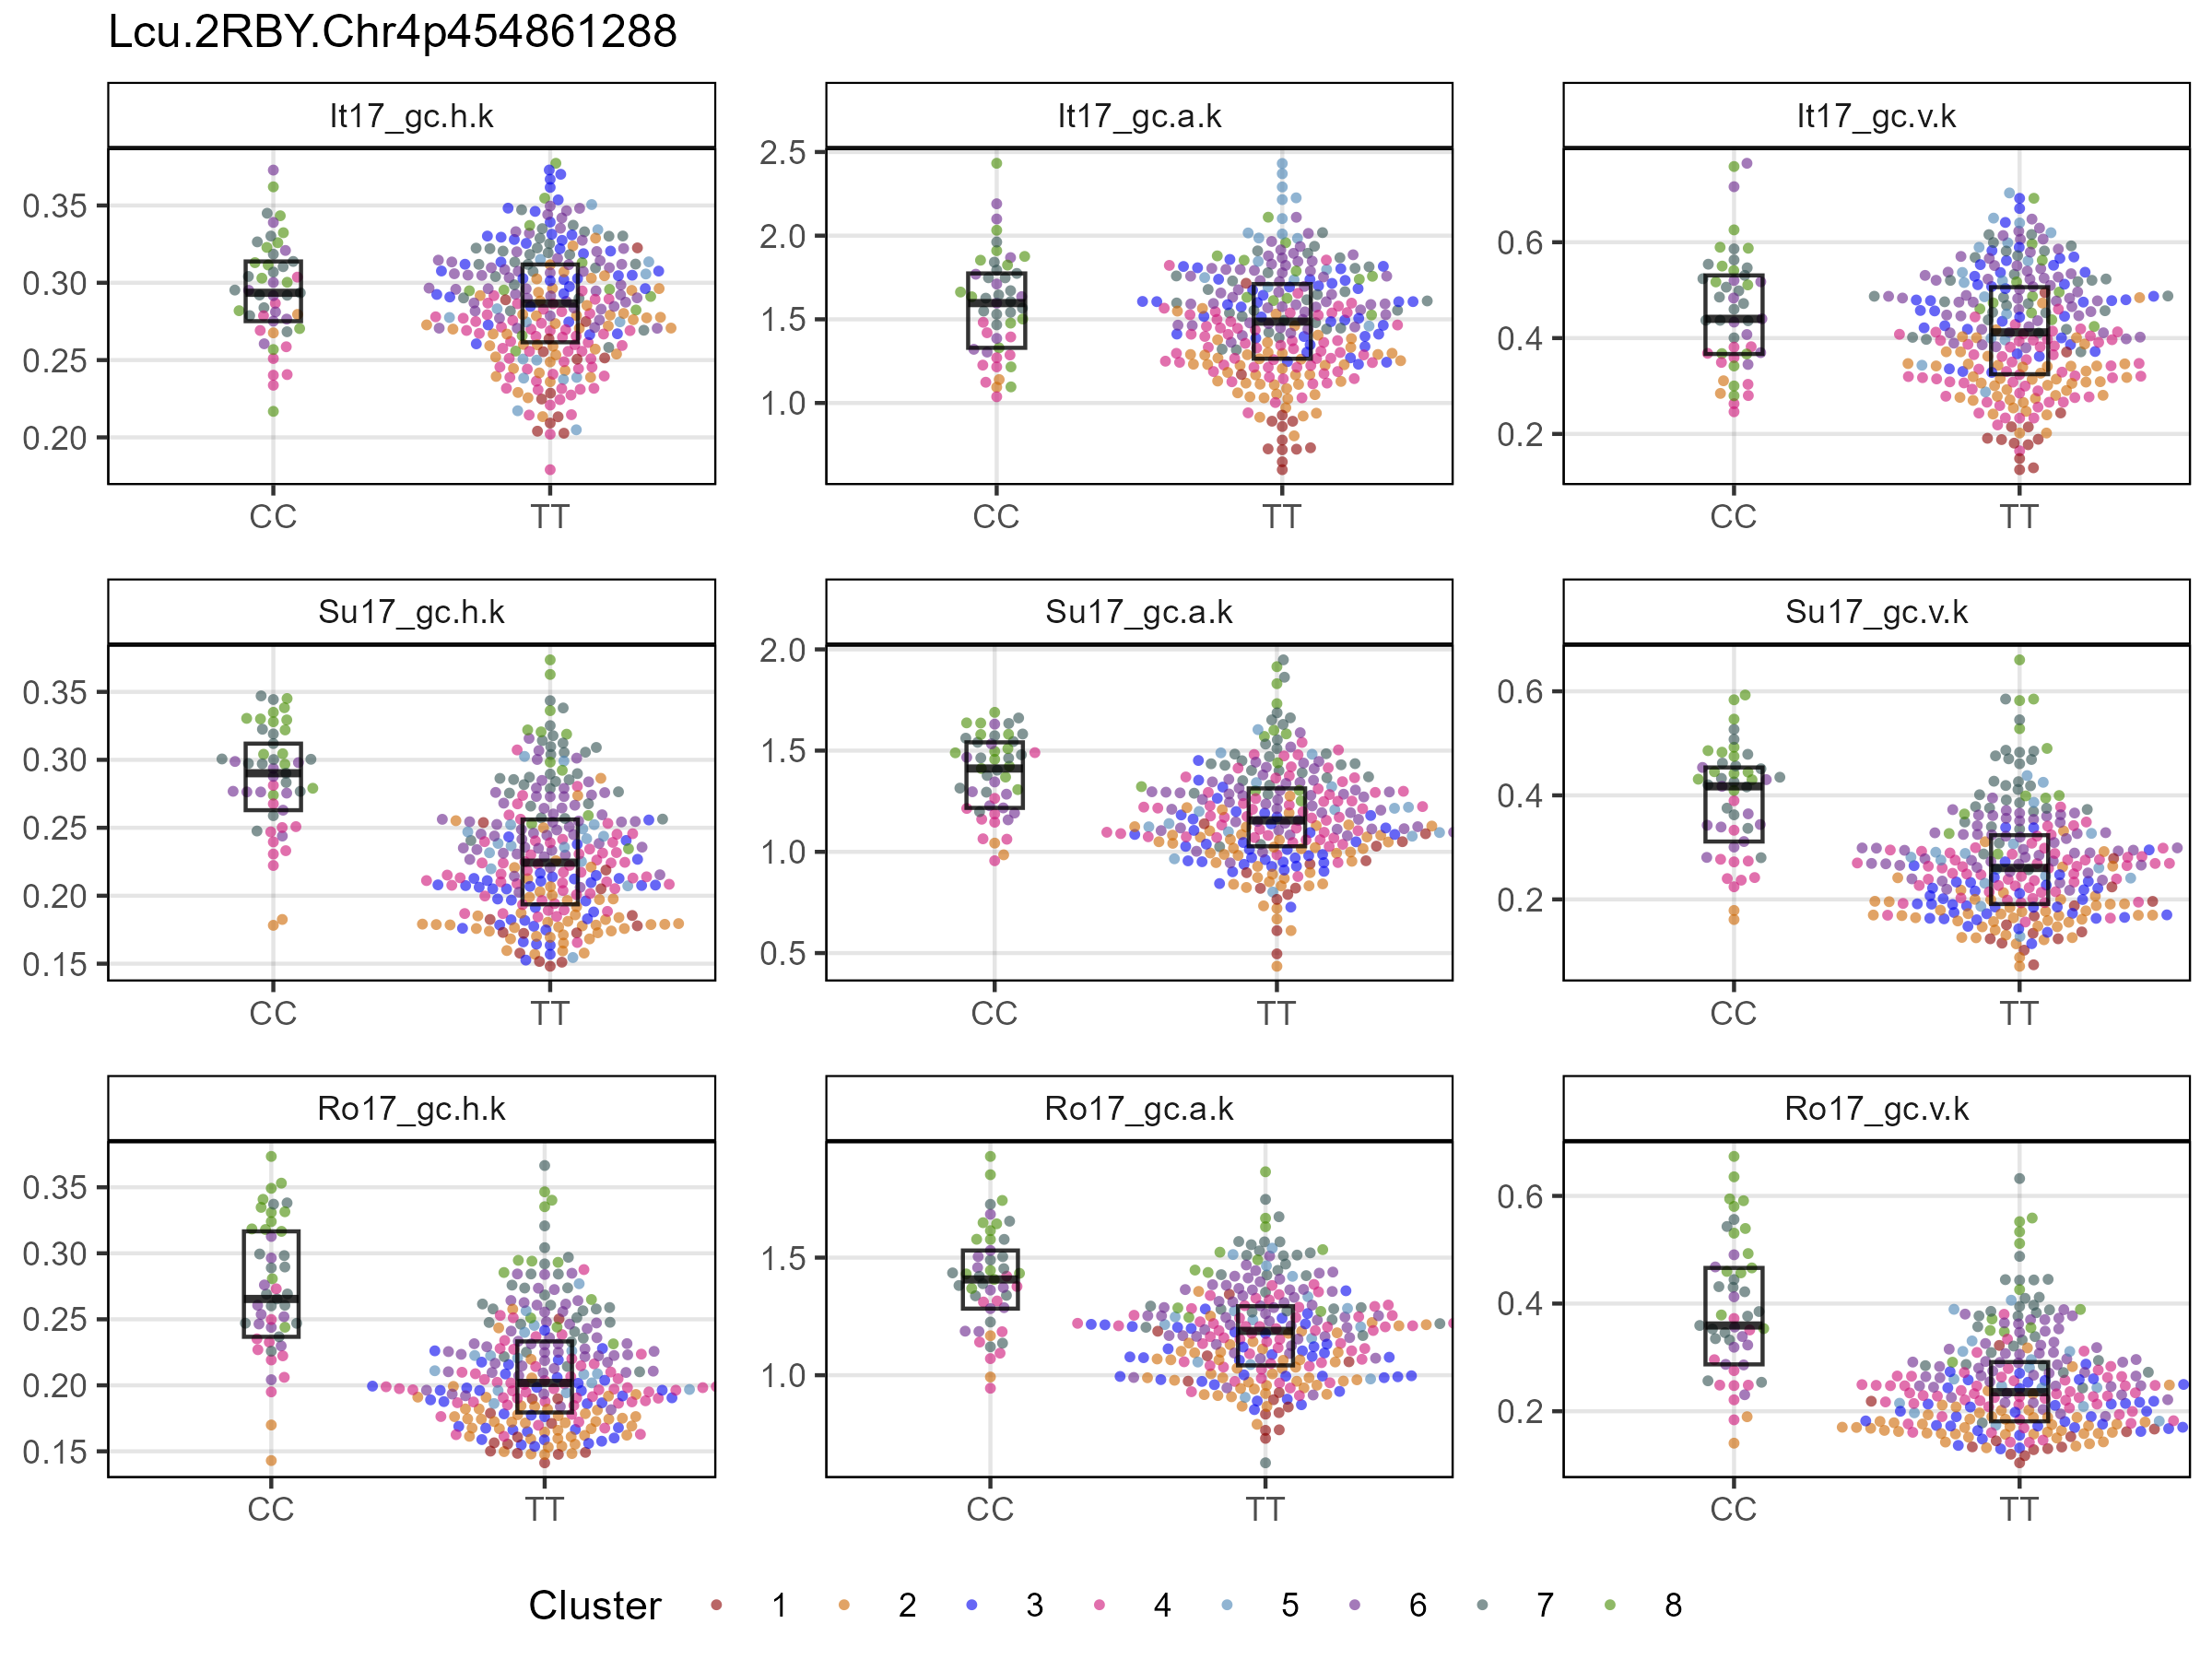 Lcu.2RBY.Chr4p454861288
It17_gc.h.k
It17_gc.a.k
It17_gc.v.k
0.35
0.30
0.25
0.20
CC
TT
2.5
2.0
1.5
1.0
CC
TT
0.6
0.4
0.2
CC
TT
Su17_gc.h.k
Su17_gc.a.k
Su17_gc.v.k
0.35
0.30
0.25
0.20
0.15
CC
TT
2.0
1.5
1.0
0.5
CC
TT
0.6
0.4
0.2
CC
TT
Ro17_gc.h.k
Ro17_gc.a.k
Ro17_gc.v.k
0.35
0.30
0.25
0.20
0.15
CC
TT
1.5
1.0
CC
TT
0.6
0.4
0.2
CC
TT
Cluster 1 2 3 4 5 6 7 8